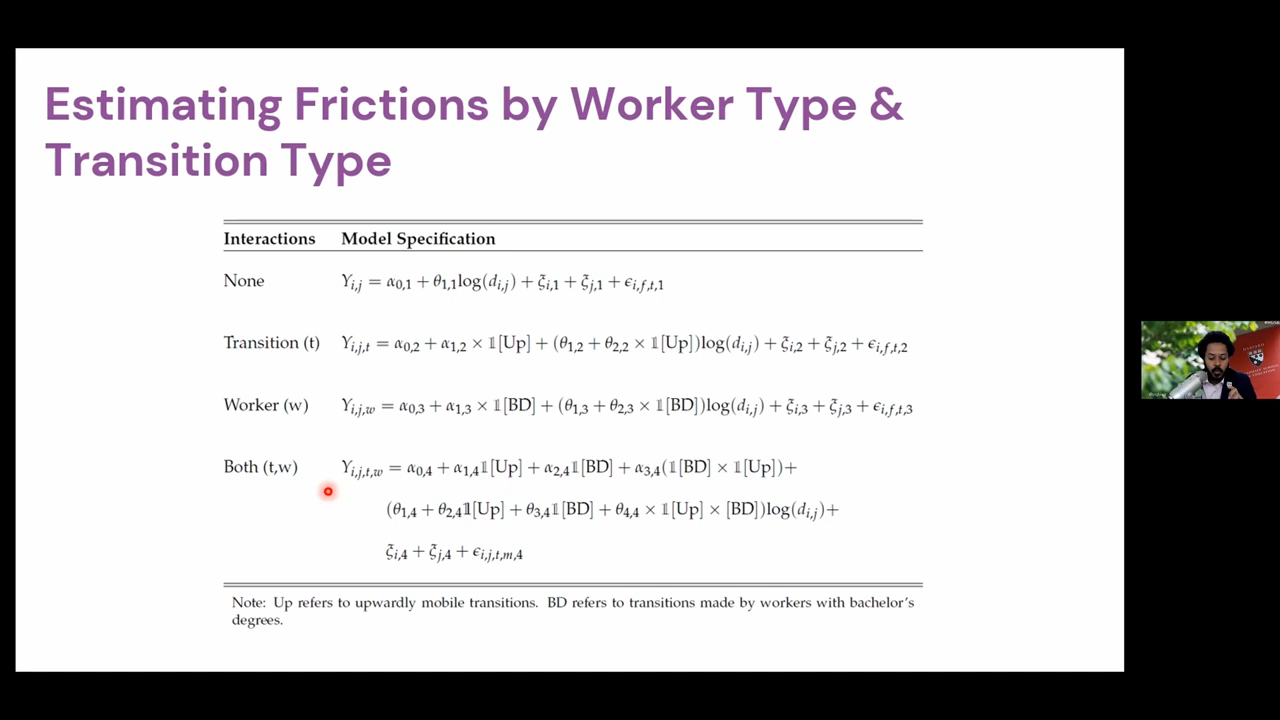 Estimating Frictions by Worker Type &
Transition Type
Interactions Model Specification
None Y_{i,j} = α_{0,1} + θ_{1,1}log(d_{i,j}) + ξ_{i,1} + ξ_{j,1} + ϵ_{i,f,t,1}
Transition (t) Y_{i,j,t} = α_{0,2} + α_{1,2} × 𝟙[Up] + (θ_{1,2} + θ_{2,2} × 𝟙[Up])log(d_{i,j}) + ξ_{i,2} + ξ_{j,2} + ϵ_{i,f,t,2}
Worker (w) Y_{i,j,w} = α_{0,3} + α_{1,3} × 𝟙[BD] + (θ_{1,3} + θ_{2,3} × 𝟙[BD])log(d_{i,j}) + ξ_{i,3} + ξ_{j,3} + ϵ_{i,f,t,3}
Both (t,w) Y_{i,j,t,w} = α_{0,4} + α_{1,4}𝟙[Up] + α_{2,4}𝟙[BD] + α_{3,4}(𝟙[BD] × 𝟙[Up])+
(θ_{1,4} + θ_{2,4}𝟙[Up] + θ_{3,4}𝟙[BD] + θ_{4,4} × 𝟙[Up] × [BD])log(d_{i,j})+
ξ_{i,4} + ξ_{j,4} + ϵ_{i,j,t,m,4}
Note: Up refers to upwardly mobile transitions. BD refers to transitions made by workers with bachelor's
degrees.
HARVARD